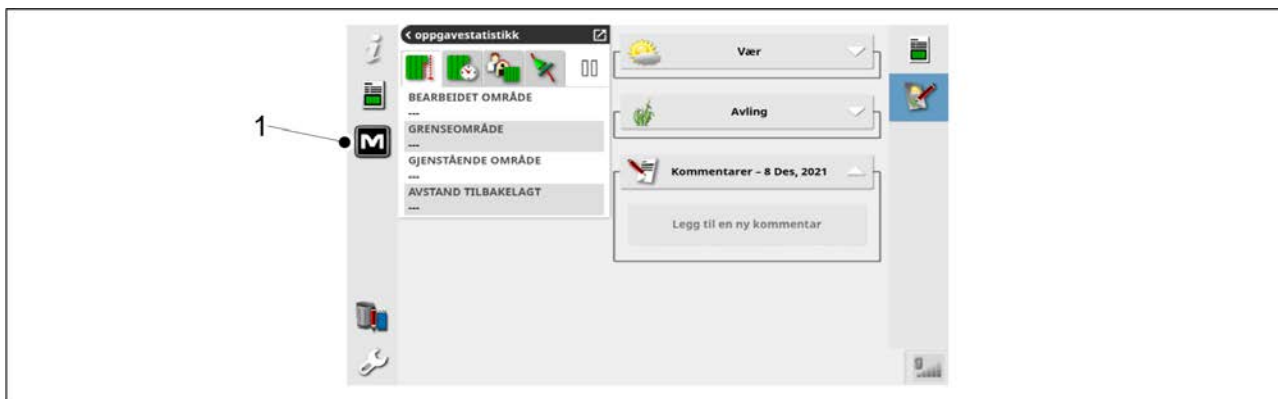 1
M
< oppgavestatistikk
BEARBEIDET OMRÅDE
---
GRENSEOMRÅDE
---
GJENSTÅENDE OMRÅDE
---
AVSTAND TILBAKELAGT
---
Vær
Avling
Kommentarer – 8 Des, 2021
Legg til en ny kommentar